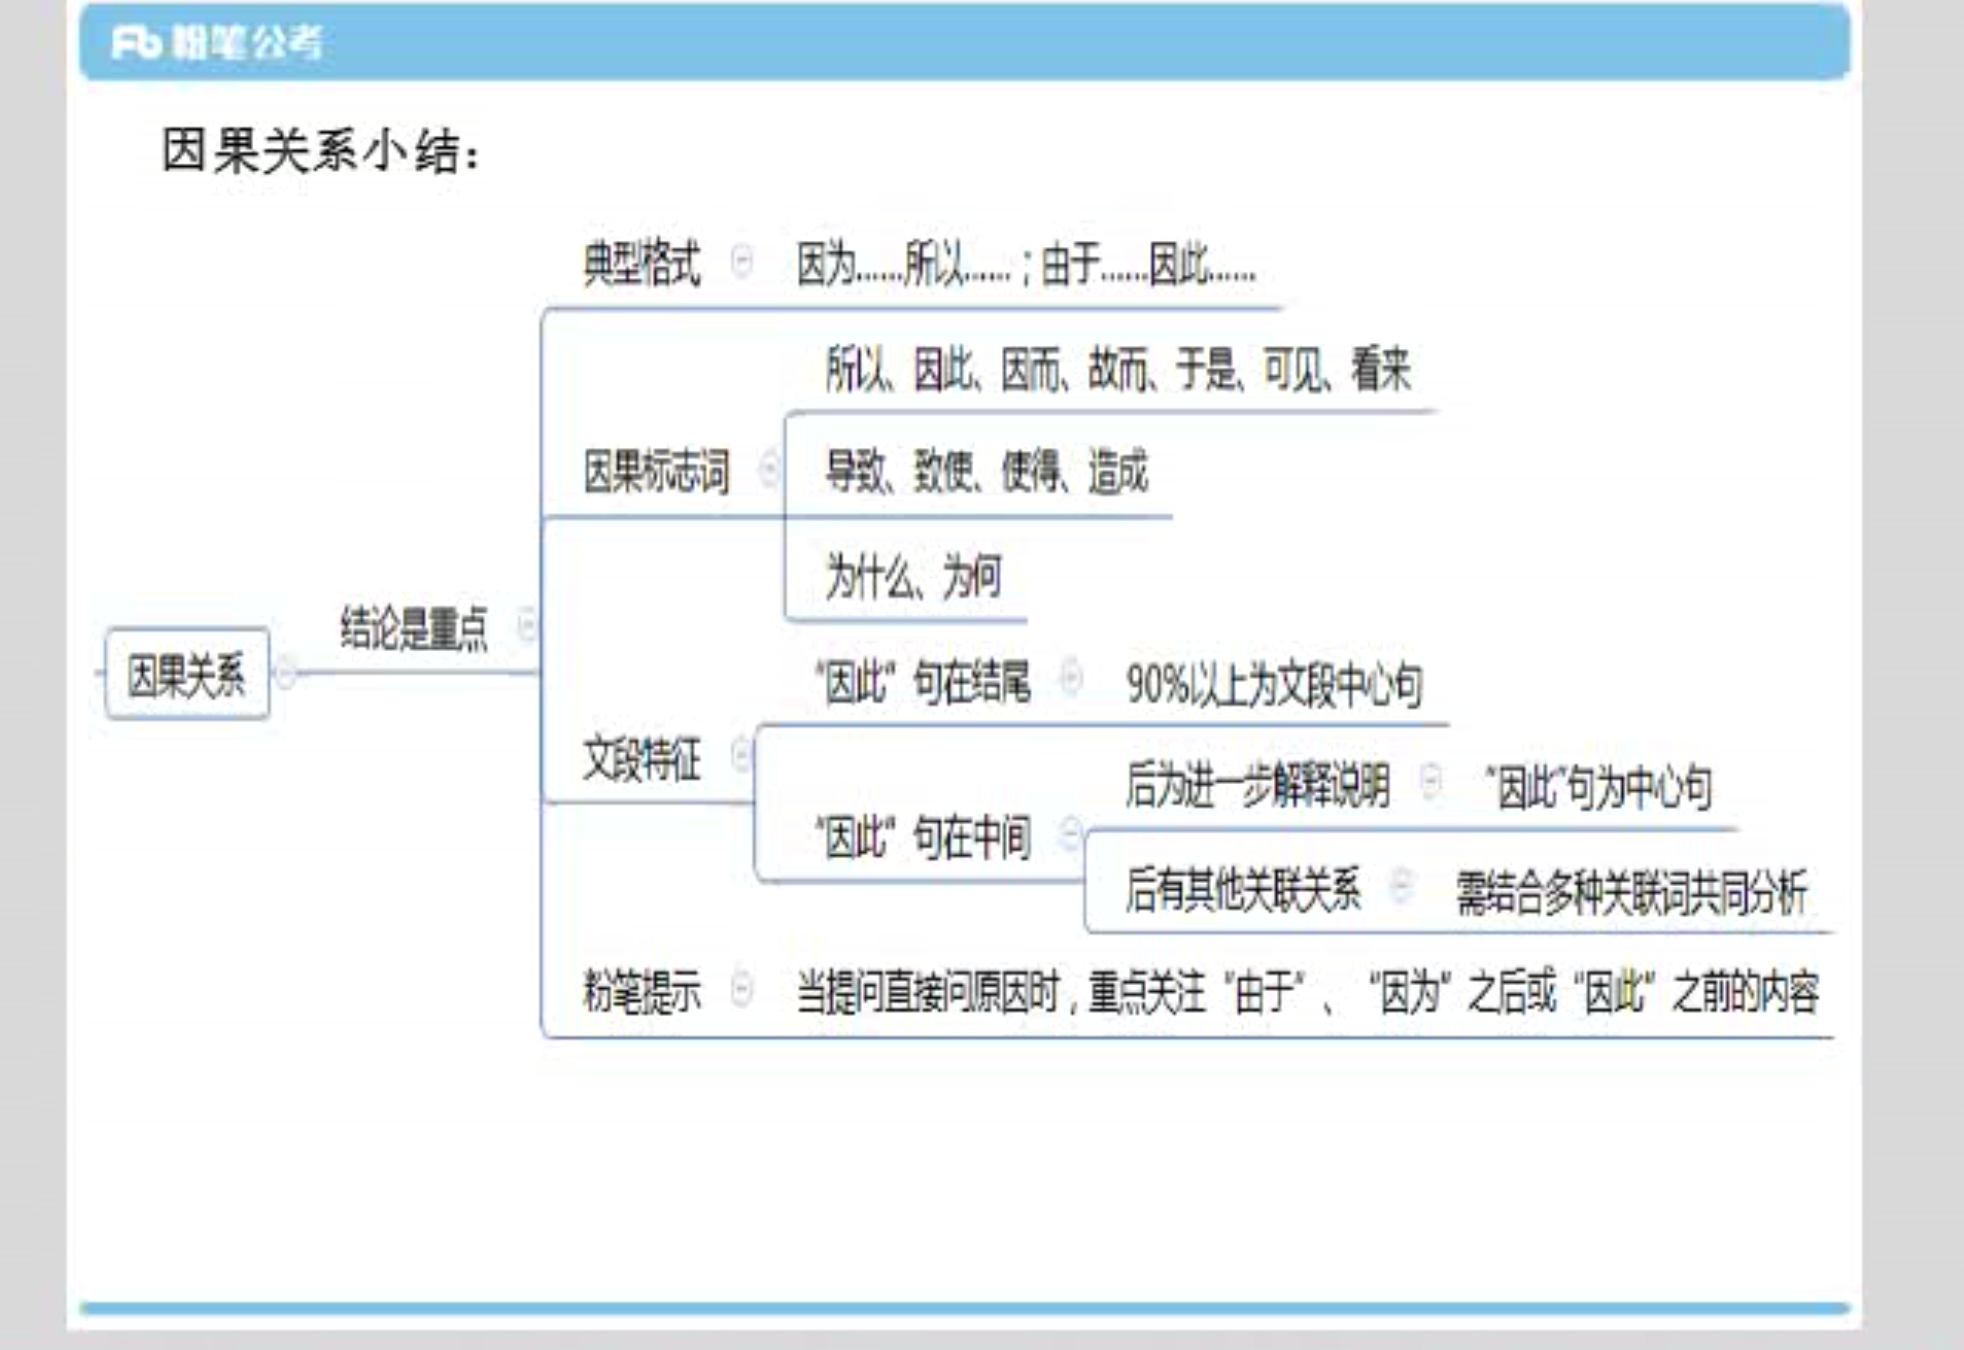 Fb 粉笔公考
因果关系小结：
典型格式 因为……所以……；由于……因此……
所以、因此、因而、故而、于是、可见、看来
因果标志词 导致、致使、使得、造成
为什么、为何
结论是重点
因果关系
“因此”句在结尾 90%以上为文段中心句
文段特征
后为进一步解释说明 “因此”句为中心句
“因此”句在中间
后有其他关联关系 需结合多种关联词共同分析
粉笔提示 当提问直接问原因时，重点关注“由于”、“因为”之后或“因此”之前的内容